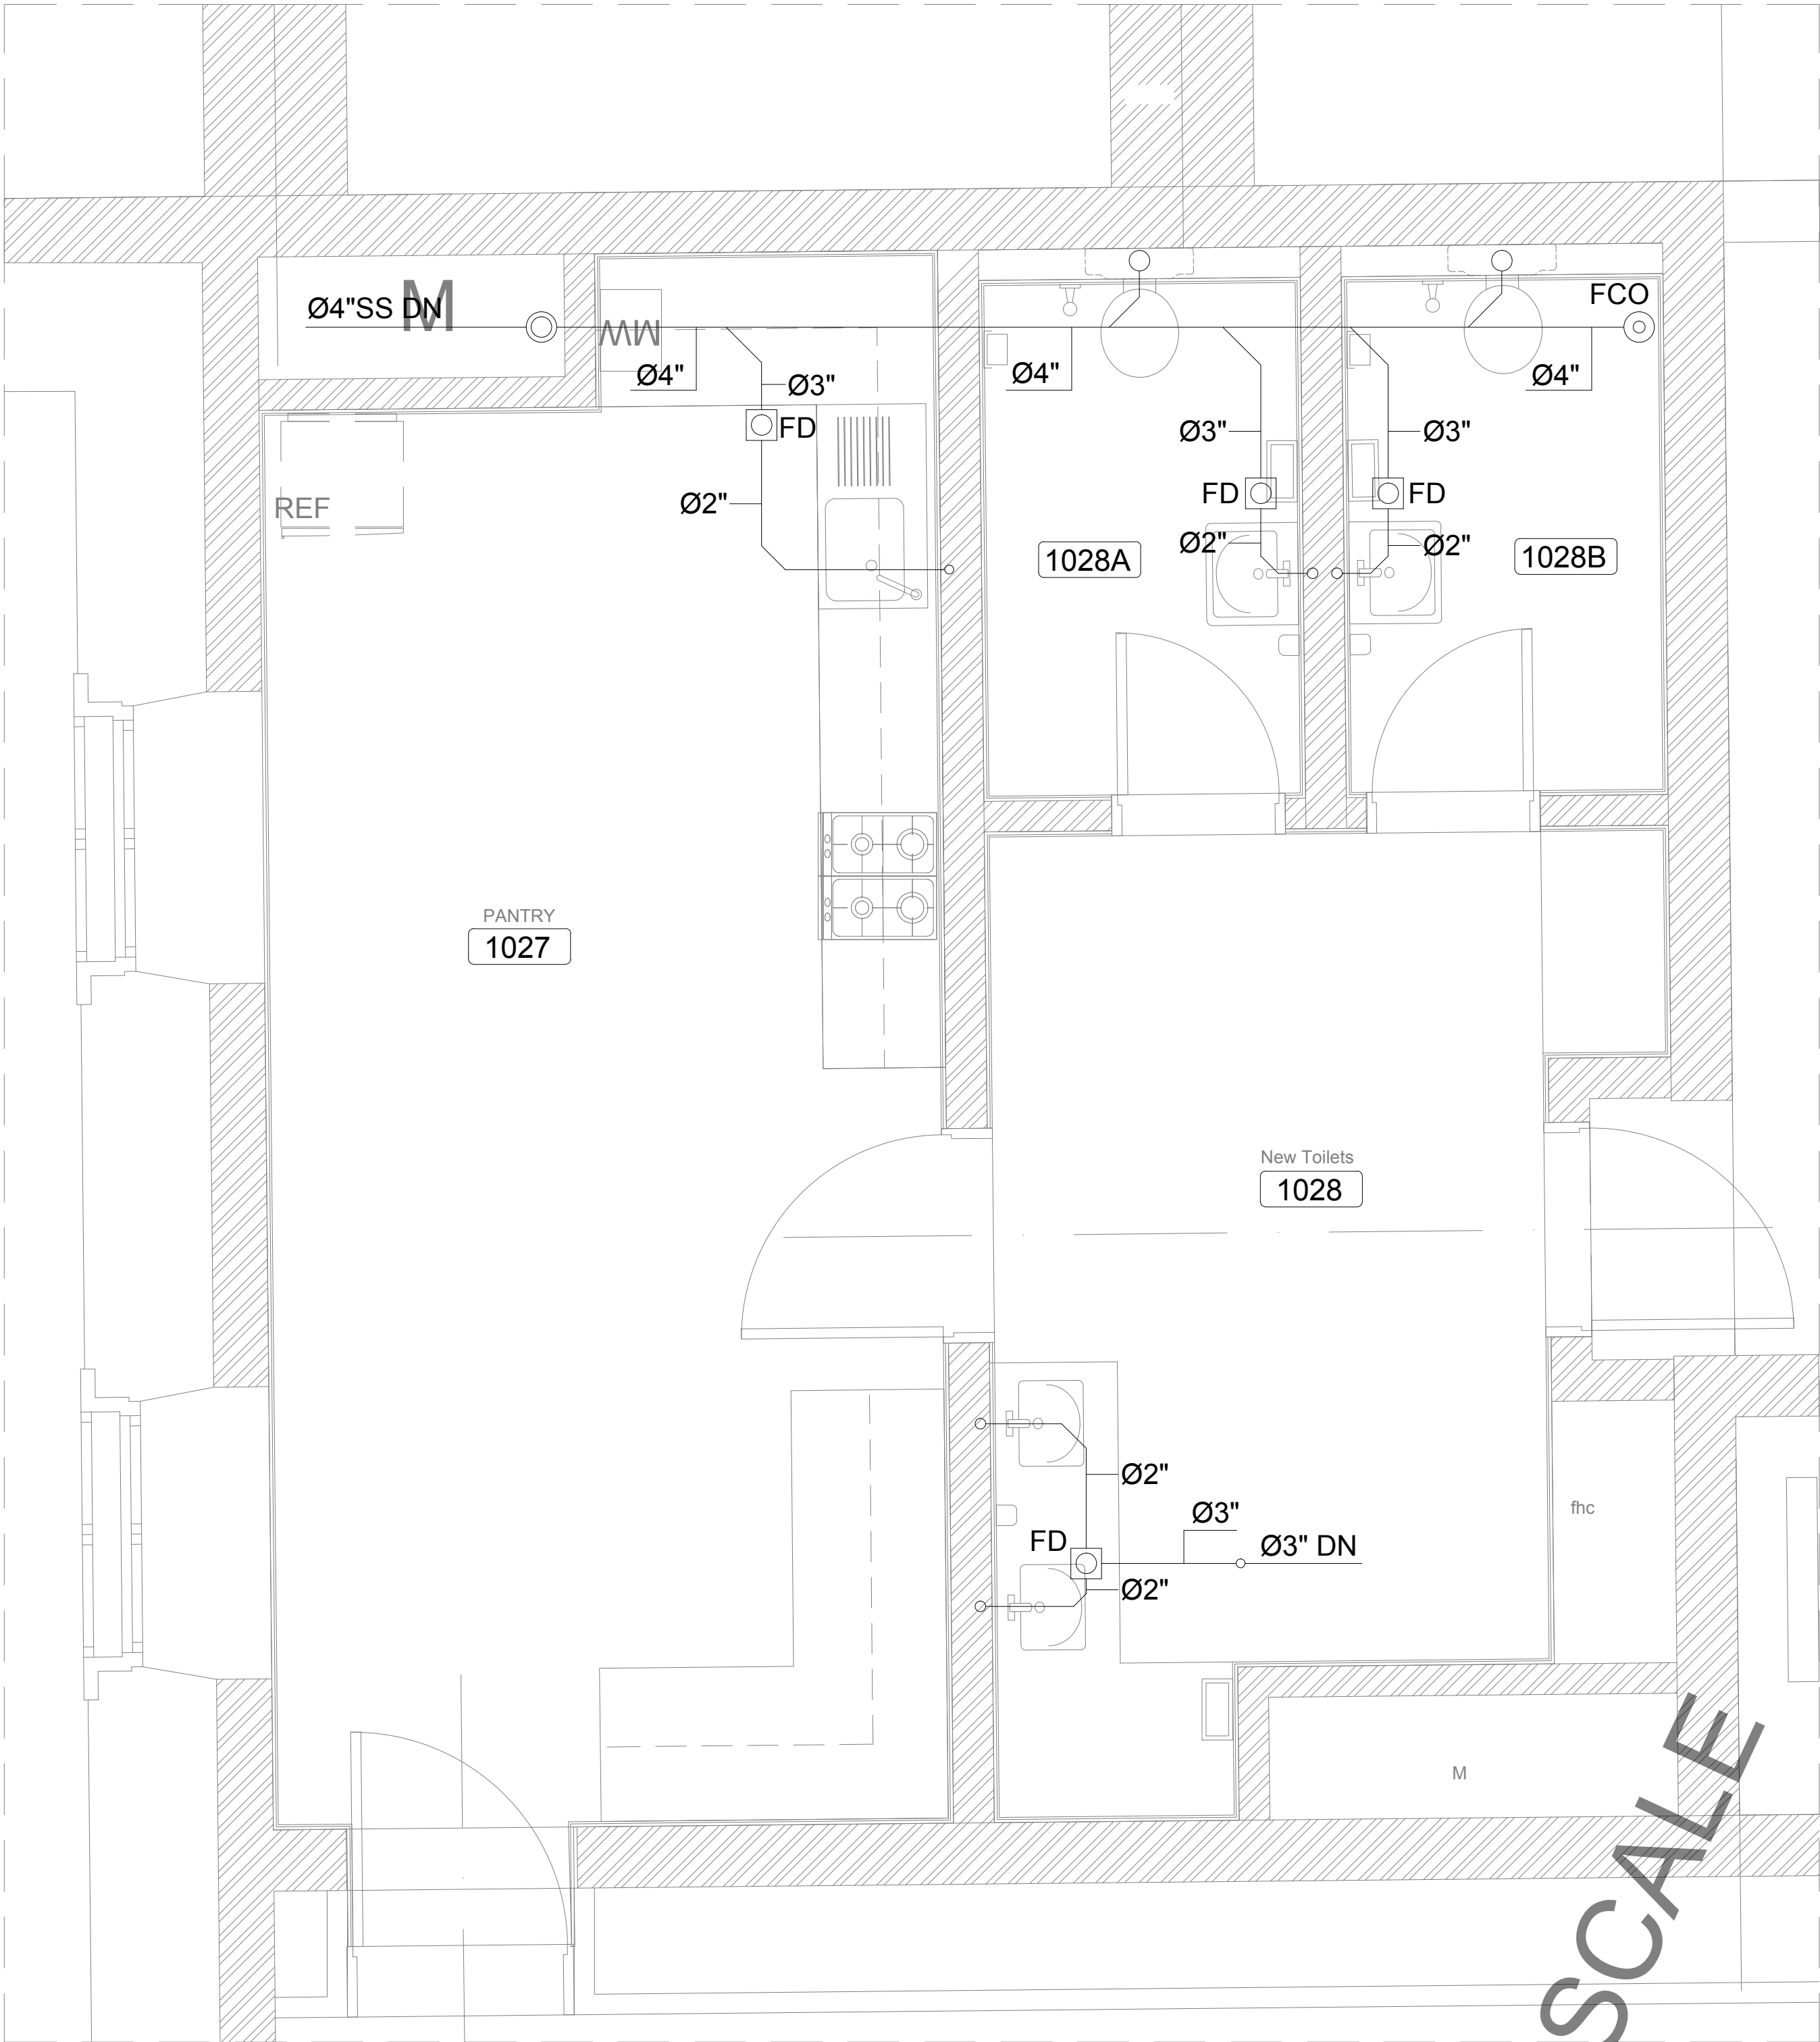 FCO
Ø4"SS DN
M
MW
Ø4"
Ø3"
Ø4"
Ø4"
FD
Ø3"
Ø3"
REF
Ø2"
FD
FD
Ø2"
Ø2"
1028A
1028B
PANTRY
1027
New Toilets
1028
Ø2"
Ø3"
fhc
FD
Ø3" DN
Ø2"
M
SCALE